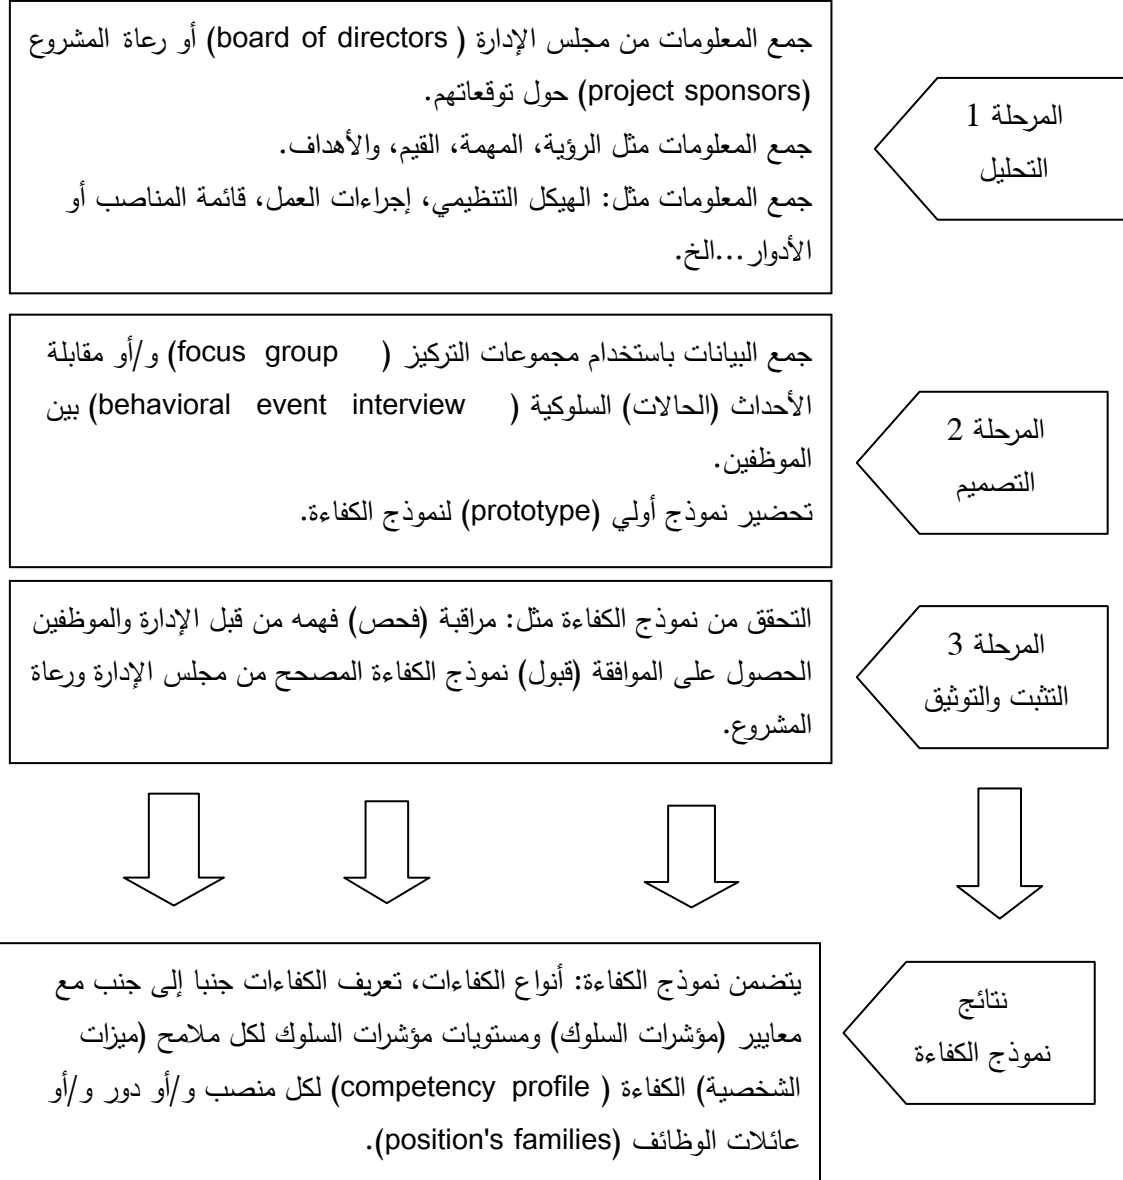 المرحلة 1
التحليل
جمع المعلومات من مجلس الإدارة (board of directors) أو رعاة المشروع
(project sponsors) حول توقعاتهم.
جمع المعلومات مثل الرؤية، المهمة، القيم، والأهداف.
جمع المعلومات مثل: الهيكل التنظيمي، إجراءات العمل، قائمة المناصب أو
الأدوار...الخ.
المرحلة 2
التصميم
جمع البيانات باستخدام مجموعات التركيز (focus group) و/أو مقابلة
الأحداث (الحالات) السلوكية (behavioral event interview) بين
الموظفين.
تحضير نموذج أولي (prototype) لنموذج الكفاءة.
المرحلة 3
التثبت والتوثيق
التحقق من نموذج الكفاءة مثل: مراقبة (فحص) فهمه من قبل الإدارة والموظفين
الحصول على الموافقة (قبول) نموذج الكفاءة المصحح من مجلس الإدارة ورعاة
المشروع.
نتائج
نموذج الكفاءة
يتضمن نموذج الكفاءة: أنواع الكفاءات، تعريف الكفاءات جنبا إلى جنب مع
معايير (مؤشرات السلوك) ومستويات مؤشرات السلوك لكل ملامح (ميزات
الشخصية) الكفاءة (competency profile) لكل منصب و/أو دور و/أو
عائلات الوظائف (position's families).